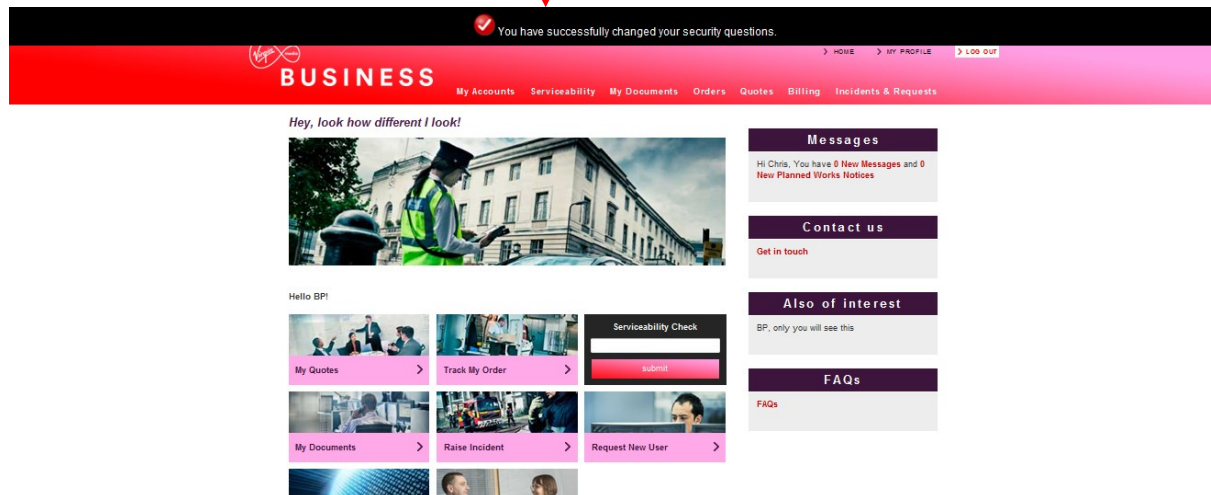 You have successfully changed your security questions.
Virgin media
BUSINESS
HOME MY PROFILE LOG OUT
My Accounts Serviceability My Documents Orders Quotes Billing Incidents & Requests
Hey, look how different I look!
Messages
Hi Chris, You have 0 New Messages and 0
New Planned Works Notices
Contact us
Get in touch
Hello BP!
Also of interest
BP, only you will see this
My Quotes
Track My Order
Serviceability Check
submit
FAQs
FAQs
My Documents
Raise Incident
Request New User